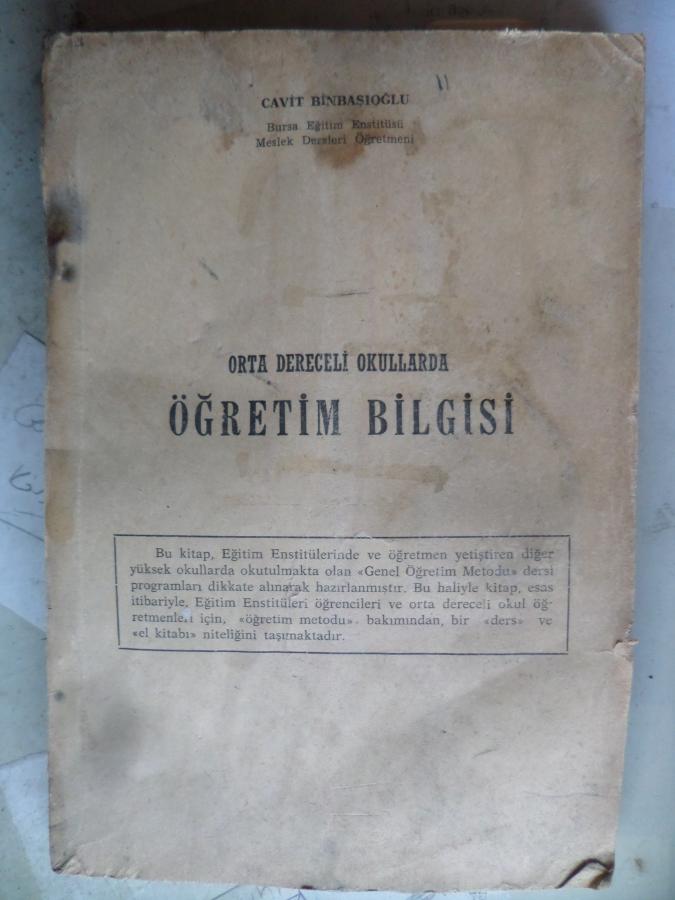 CAVİT BİNBAŞIOĞLU
Bursa Eğitim Enstitüsü
Meslek Dersleri Öğretmeni
ORTA DERECELİ OKULLARDA
ÖĞRETİM BİLGİSİ
Bu kitap, Eğitim Enstitülerinde ve öğretmen yetiştiren diğer
yüksek okullarda okutulmakta olan «Genel Öğretim Metodu» dersi
programları dikkate alınarak hazırlanmıştır. Bu haliyle kitap, esas
itibariyle, Eğitim Enstitüleri öğrencileri ve orta dereceli okul öğ-
retmenleri için, «öğretim metodu» bakımından, bir «ders» ve
«el kitabı» niteliğini taşımaktadır.